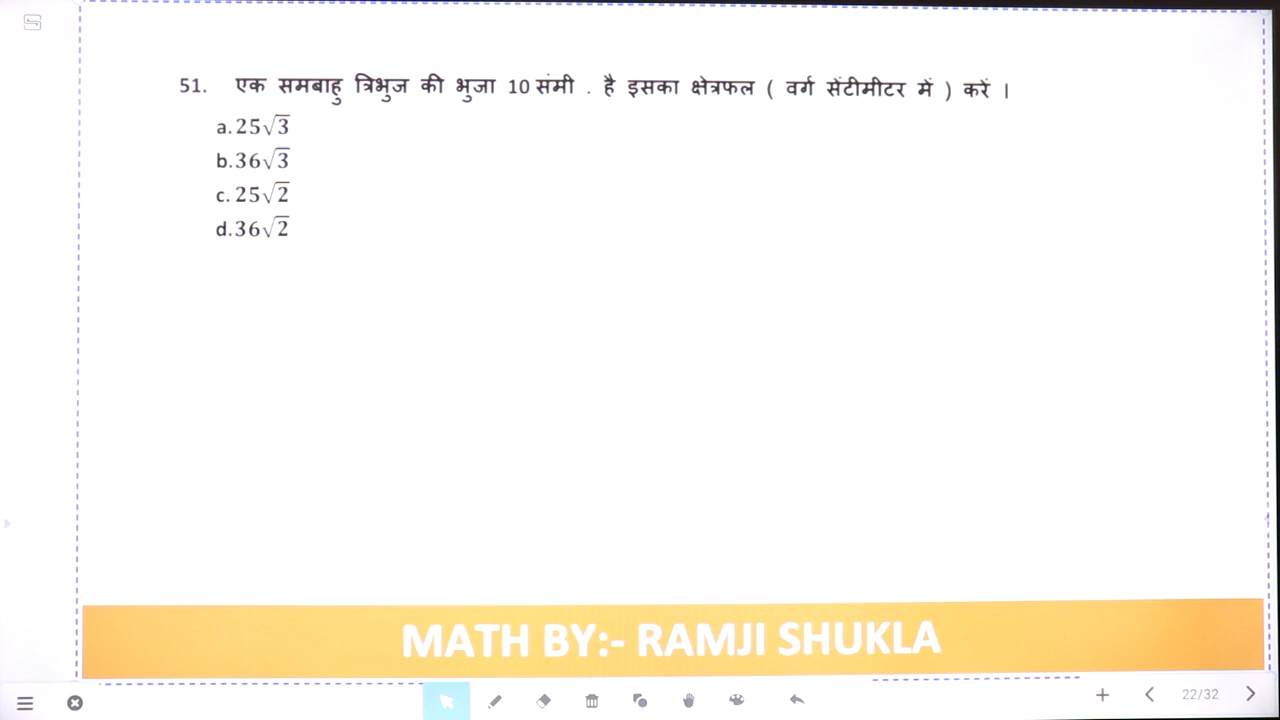 51. एक समबाहु त्रिभुज की भुजा 10 संमी . है इसका क्षेत्रफल ( वर्ग सेंटीमीटर में ) करें ।
a. 25√3
b. 36√3
c. 25√2
d. 36√2
MATH BY:- RAMJI SHUKLA
22/32